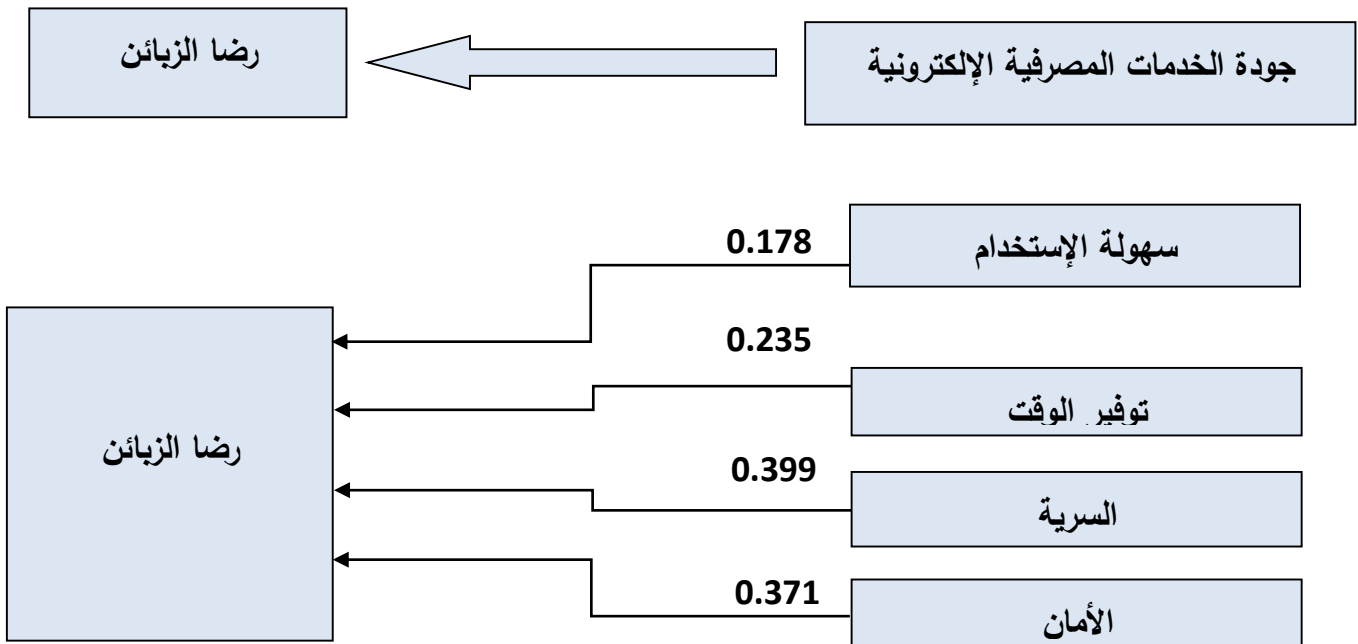 جودة الخدمات المصرفية الإلكترونية
رضا الزبائن
سهولة الإستخدام
0.178
توفير الوقت
0.235
السرية
0.399
الأمان
0.371
رضا الزبائن